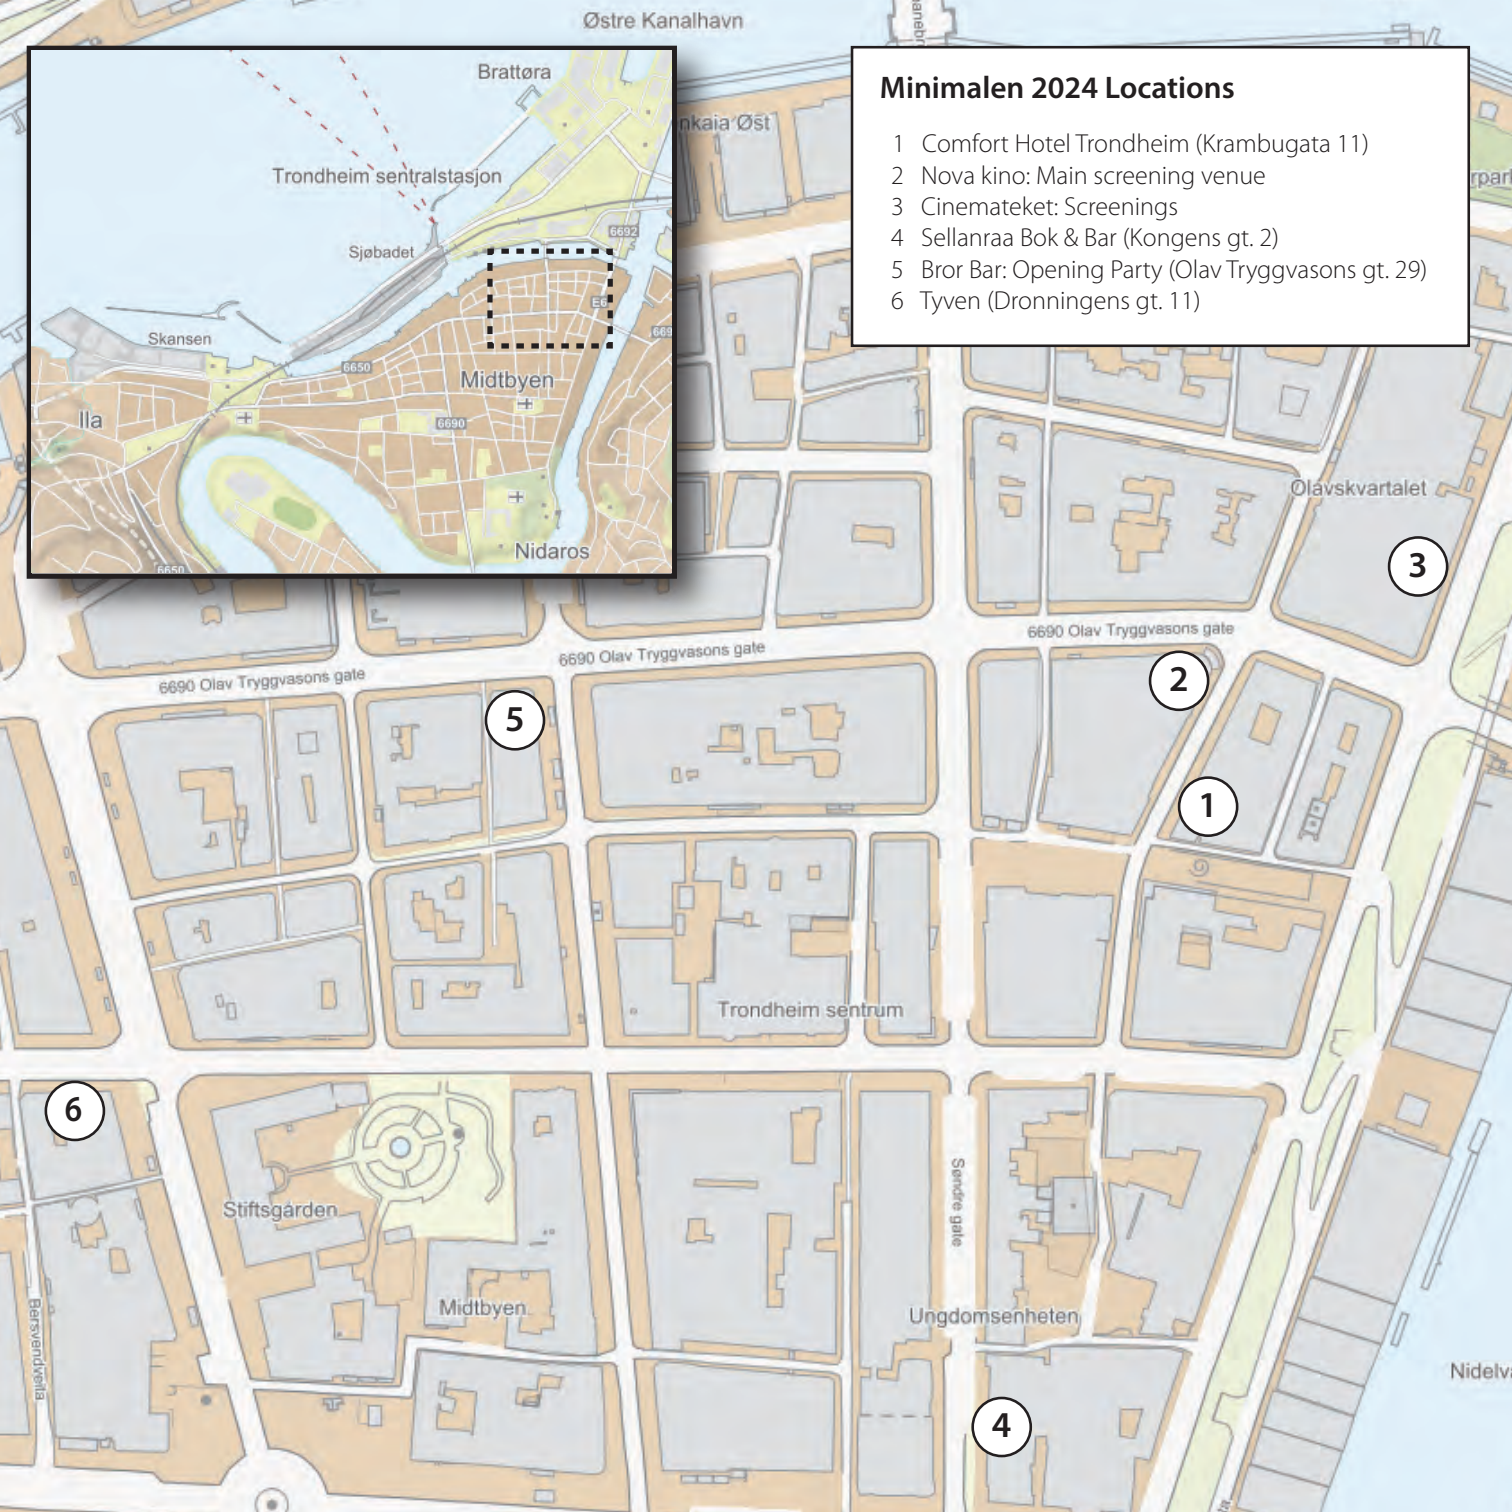 Østre Kanalhavn
Brattøra
Trondheim sentralstasjon
Sjøbadet
6692
E6
Skansen
6650
Midtbyen
Ila
6690
Nidaros
6650
Minimalen 2024 Locations
1 Comfort Hotel Trondheim (Krambugata 11)
2 Nova kino: Main screening venue
3 Cinemateket: Screenings
4 Sellanraa Bok & Bar (Kongens gt. 2)
5 Bror Bar: Opening Party (Olav Tryggvasons gt. 29)
6 Tyven (Dronningens gt. 11)
nkaia Øst
rpark
Olavskvartalet
3
6690 Olav Tryggvasons gate
6690 Olav Tryggvasons gate
6690 Olav Tryggvasons gate
2
5
1
Trondheim sentrum
6
Søndre gate
Stiftsgården
Midtbyen
Ungdomsenheten
Bersvendveita
Nidelv
4